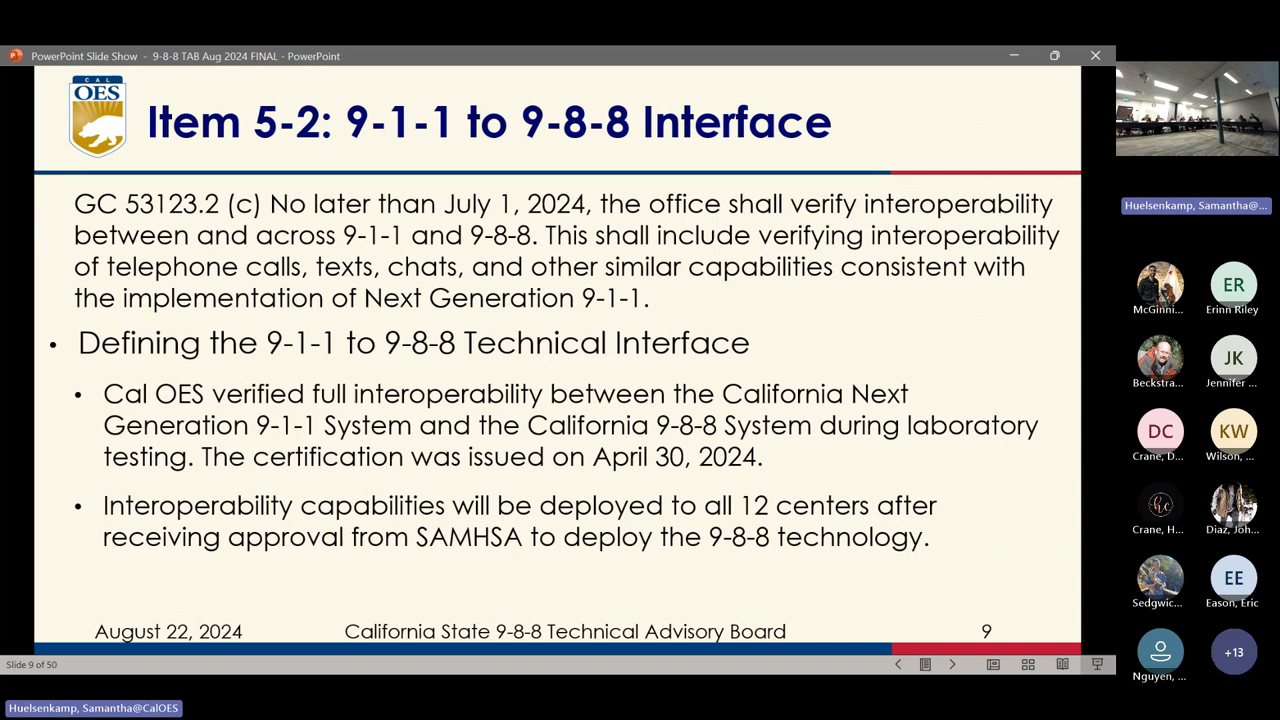 PowerPoint Slide Show - 9-8-8 TAB Aug 2024 FINAL - PowerPoint
CAL
OES
Item 5-2: 9-1-1 to 9-8-8 Interface
GC 53123.2 (c) No later than July 1, 2024, the office shall verify interoperability
between and across 9-1-1 and 9-8-8. This shall include verifying interoperability
of telephone calls, texts, chats, and other similar capabilities consistent with
the implementation of Next Generation 9-1-1.
• Defining the 9-1-1 to 9-8-8 Technical Interface
• Cal OES verified full interoperability between the California Next
Generation 9-1-1 System and the California 9-8-8 System during laboratory
testing. The certification was issued on April 30, 2024.
• Interoperability capabilities will be deployed to all 12 centers after
receiving approval from SAMHSA to deploy the 9-8-8 technology.
August 22, 2024 California State 9-8-8 Technical Advisory Board 9
Slide 9 of 50
Huelsenkamp, Samantha@CalOES
Huelsenkamp, Samantha@...
ER
McGinni... Erinn Riley
JK
Beckstra... Jennifer ...
DC KW
Crane, D... Wilson, ...
hc
Crane, H... Diaz, Joh...
EE
Sedgwic... Eason, Eric
+13
Nguyen, ...